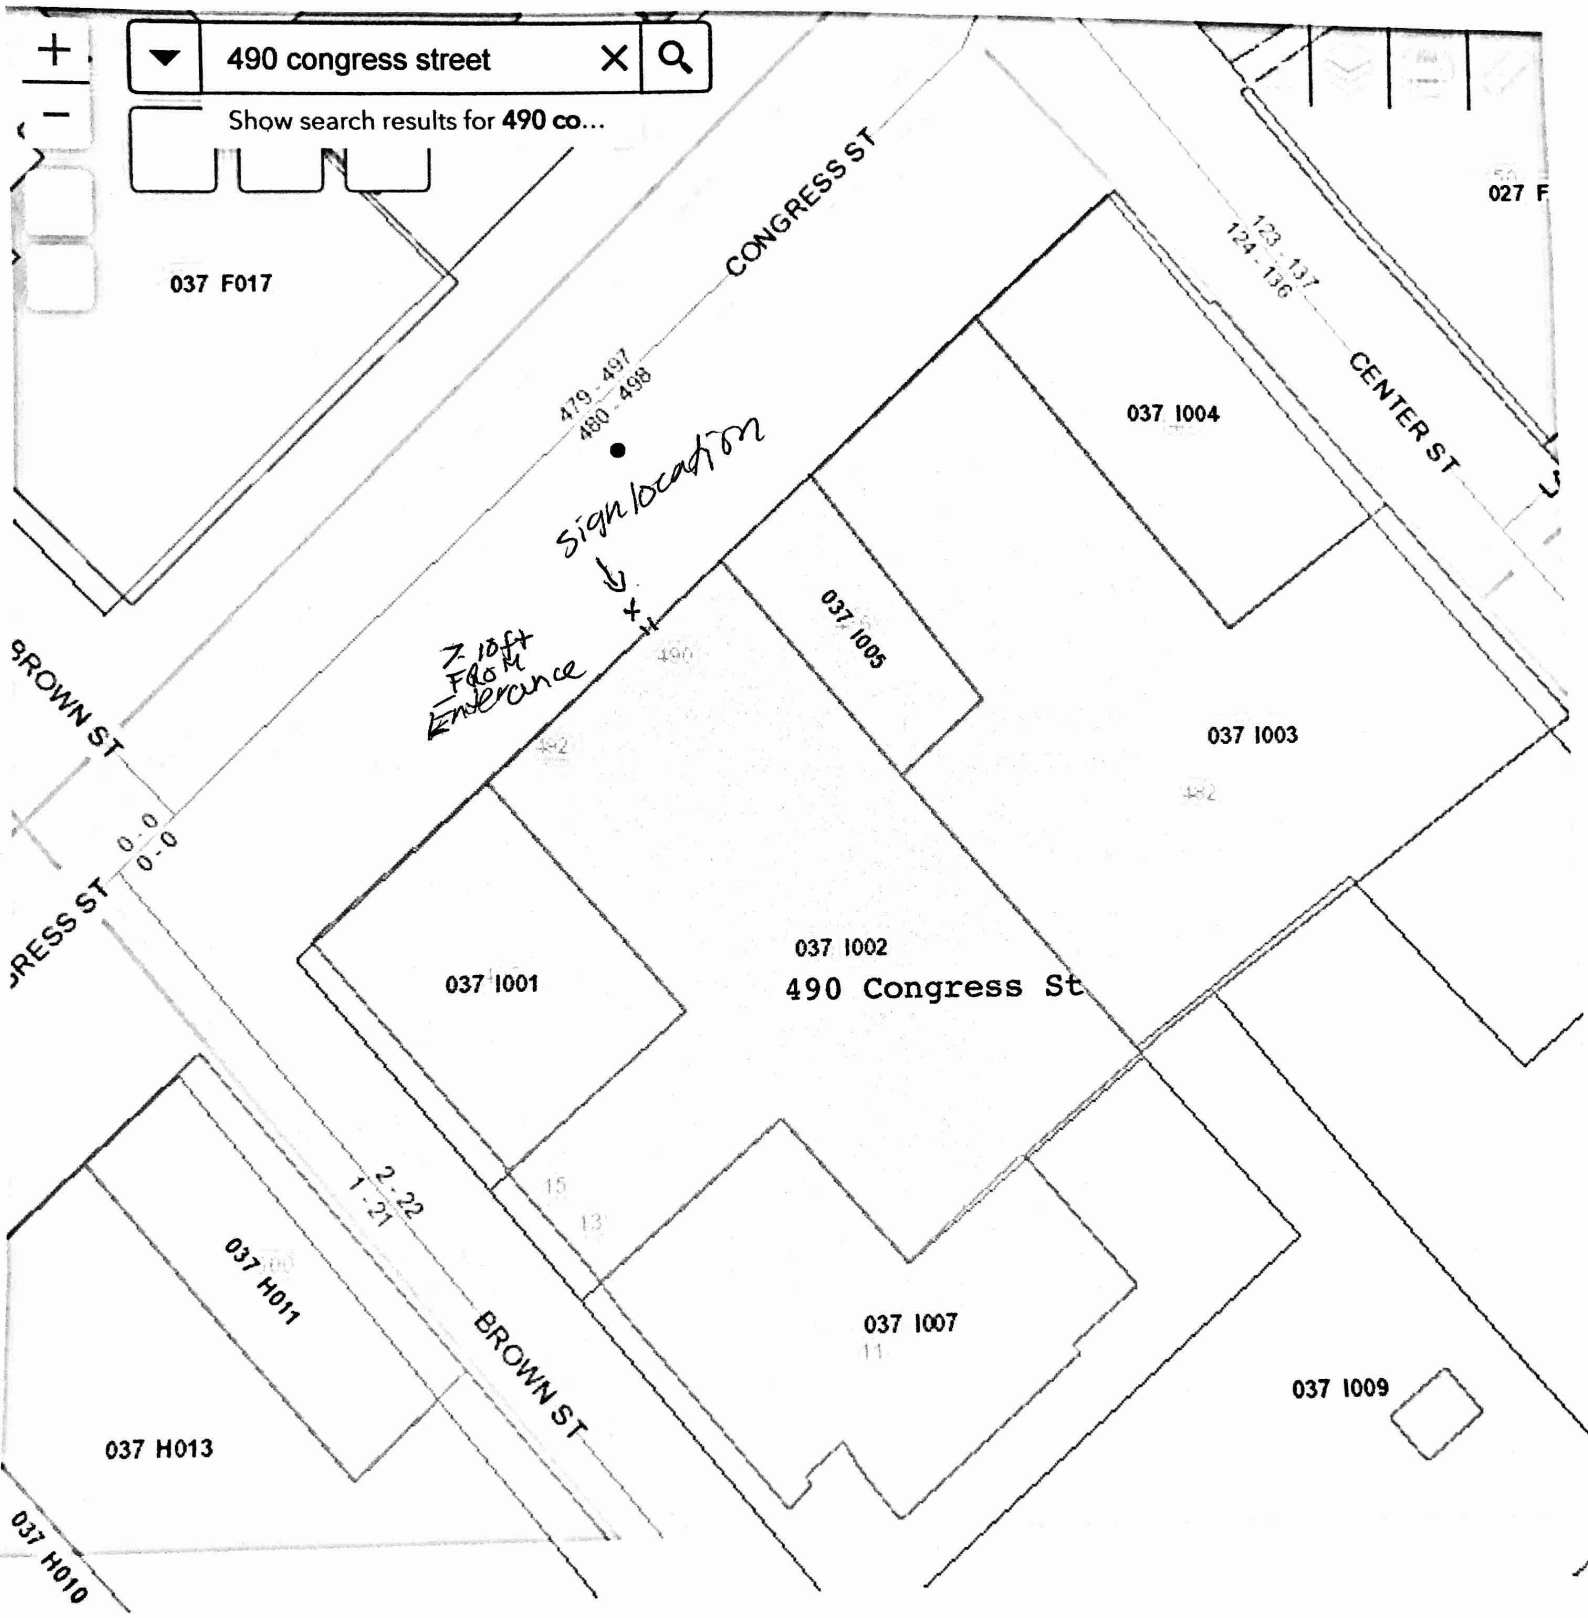 +
−
490 congress street
Show search results for 490 co...
037 F017
CONGRESS ST
027 F
123 - 137
124 - 136
CENTER ST
479 - 497
480 - 498
037 I004
sign location
037 I005
10ft
FROM
Enterance
490
492
BROWN ST
037 I003
482
0 - 0
0 - 0
RESS ST
037 I001
037 I002
490 Congress St
15
13
2 - 22
1 - 21
037 H011
BROWN ST
037 I007
11
037 I009
037 H013
037 H010